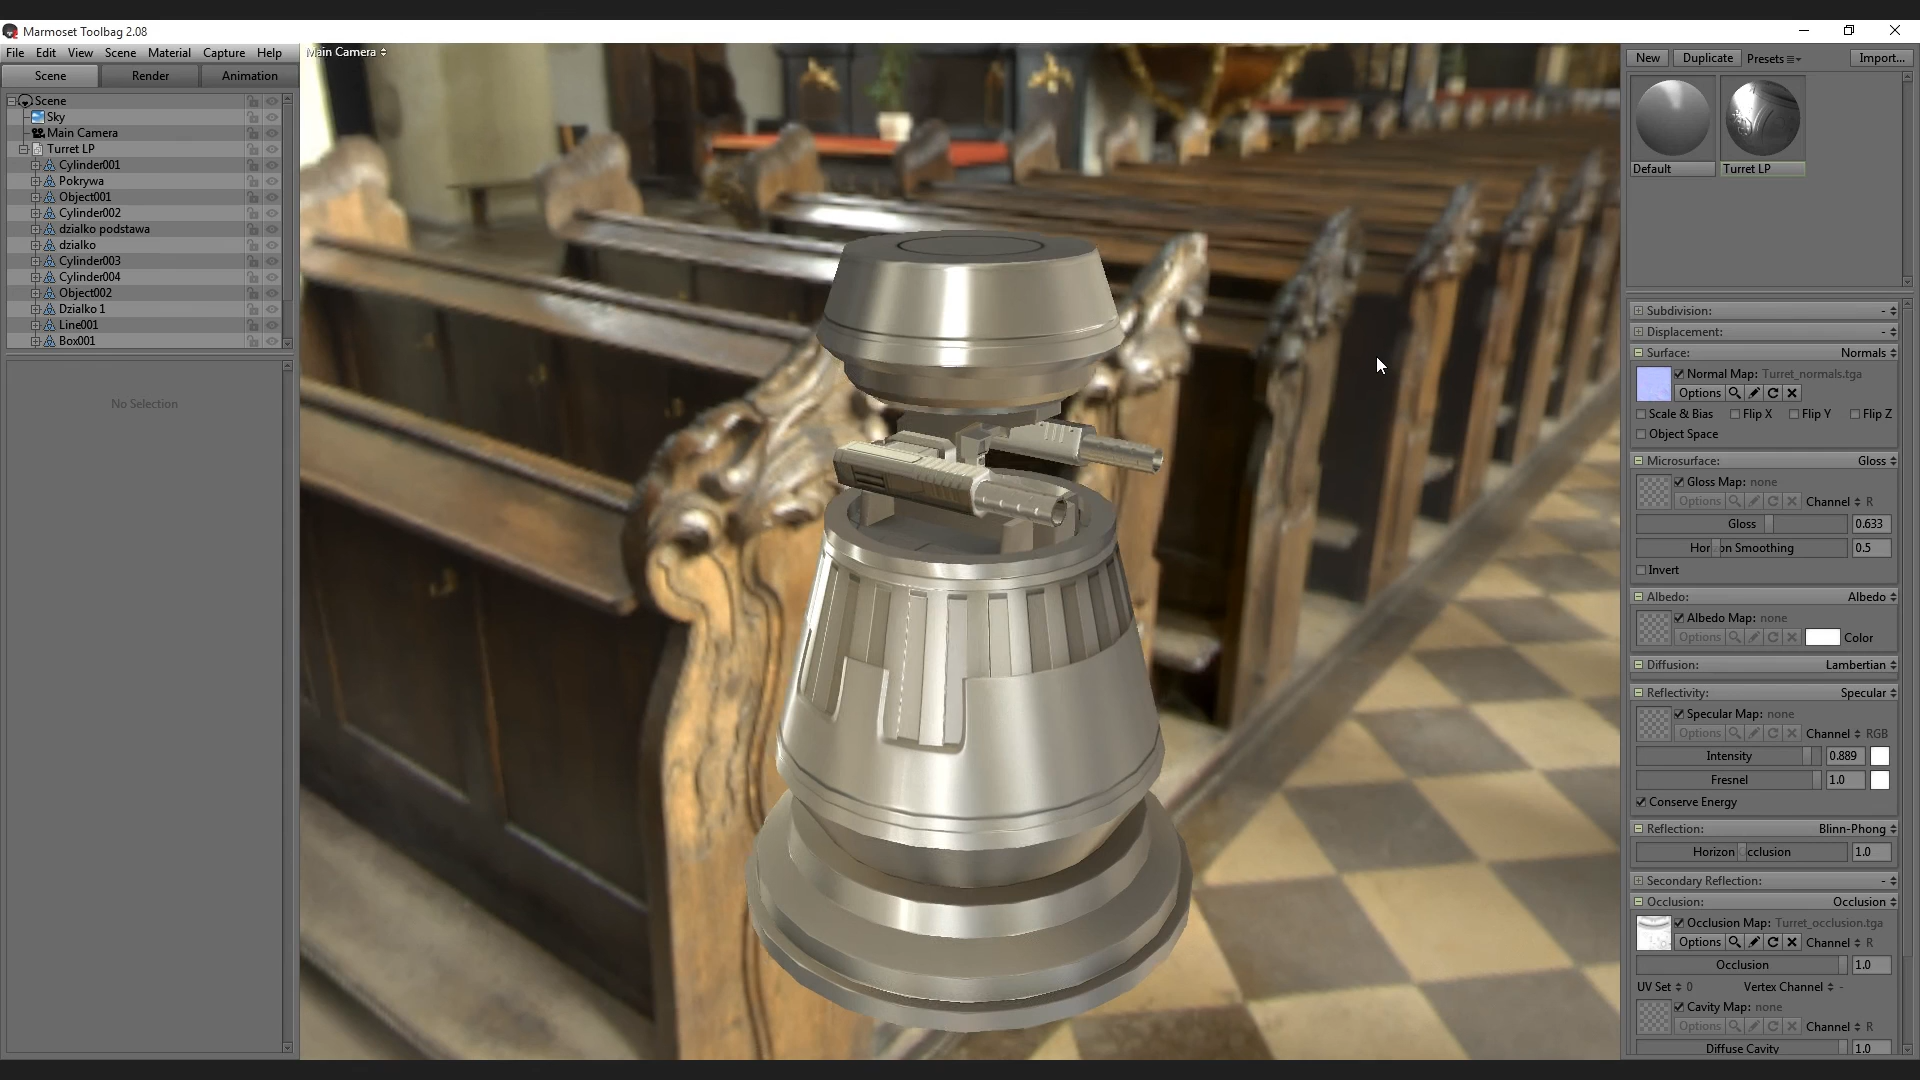 Marmoset Toolbag 2.08
File Edit View Scene Material Capture Help
Scene Render Animation
Scene
Sky
Main Camera
Turret LP
Cylinder001
Pokrywa
Object001
Cylinder002
dzialko podstawa
dzialko
Cylinder003
Cylinder004
Object002
Dzialko 1
Line001
Box001
No Selection
Main Camera
New Duplicate Presets Import...
Default Turret LP
Subdivision: -
Displacement: -
Surface: Normals
Normal Map: Turret_normals.tga
Options
Scale & Bias Flip X Flip Y Flip Z
Object Space
Microsurface: Gloss
Gloss Map: none
Options Channel R
Gloss 0.633
Smoothing 0.5
Invert
Albedo: Albedo
Albedo Map: none
Options Color
Diffusion: Lambertian
Reflectivity: Specular
Specular Map: none
Options Channel RGB
Intensity 0.889
Fresnel 1.0
Conserve Energy
Reflection: Blinn-Phong
Horizon 1.0
Secondary Reflection: -
Occlusion: Occlusion
Occlusion Map: Turret_occlusion.tga
Options Channel R
Occlusion 1.0
UV Set 0 Vertex Channel -
Cavity Map: none
Options Channel R
Diffuse Cavity 1.0